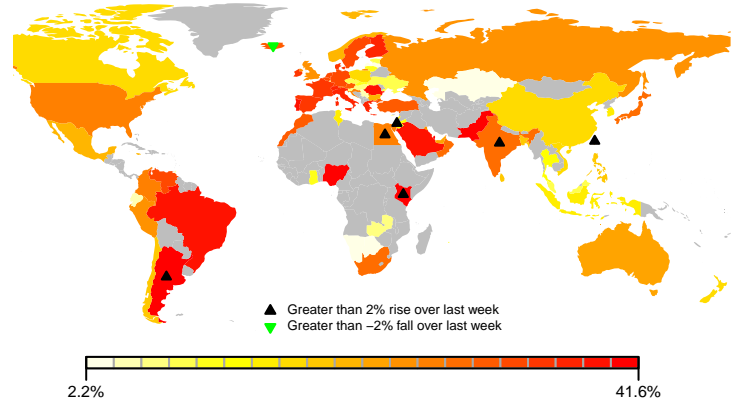 Greater than 2% rise over last week
Greater than −2% fall over last week
2.2%
41.6%